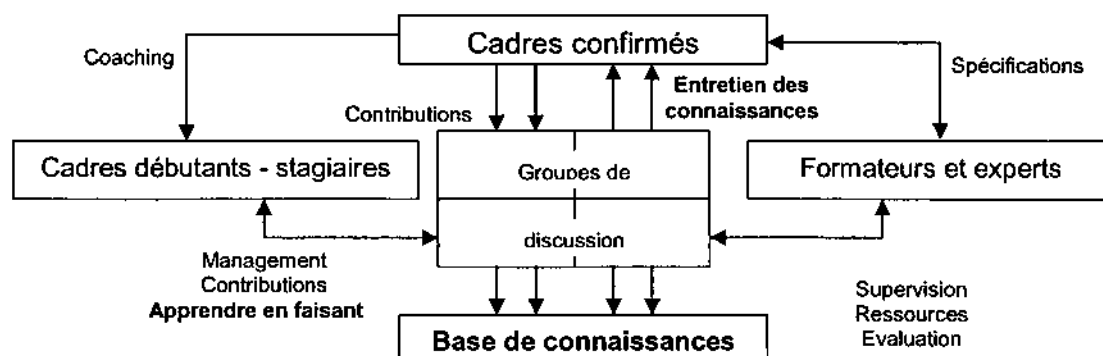 Cadres confirmés
Coaching
Spécifications
Entretien des
connaissances
Contributions
Cadres débutants - stagiaires
Groupes de
Formateurs et experts
discussion
Management
Contributions
Apprendre en faisant
Supervision
Ressources
Evaluation
Base de connaissances